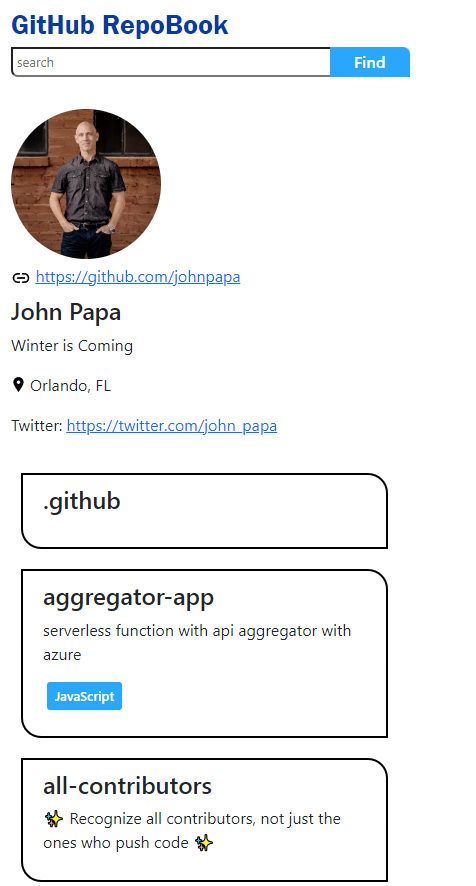 GitHub RepoBook
search
Find
https://github.com/johnpapa
John Papa
Winter is Coming
Orlando, FL
Twitter: https://twitter.com/john_papa
.github
aggregator-app
serverless function with api aggregator with
azure
JavaScript
all-contributors
✨ Recognize all contributors, not just the
ones who push code ✨